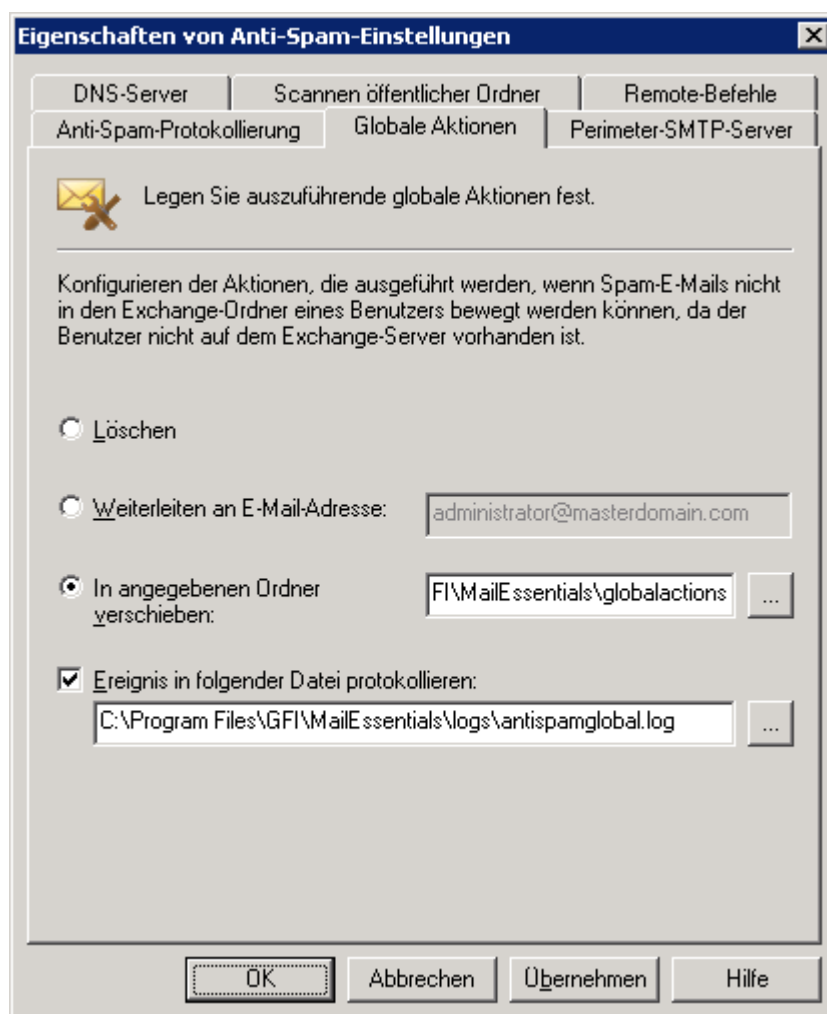 Eigenschaften von Anti-Spam-Einstellungen
DNS-Server
Scannen öffentlicher Ordner
Remote-Befehle
Anti-Spam-Protokollierung
Globale Aktionen
Perimeter-SMTP-Server
Legen Sie auszuführende globale Aktionen fest.
Konfigurieren der Aktionen, die ausgeführt werden, wenn Spam-E-Mails nicht
in den Exchange-Ordner eines Benutzers bewegt werden können, da der
Benutzer nicht auf dem Exchange-Server vorhanden ist.
Löschen
Weiterleiten an E-Mail-Adresse:
administrator@masterdomain.com
In angegebenen Ordner
verschieben:
FI\MailEssentials\globalactions
...
Ereignis in folgender Datei protokollieren:
C:\Program Files\GFI\MailEssentials\logs\antispamglobal.log
...
OK
Abbrechen
Übernehmen
Hilfe